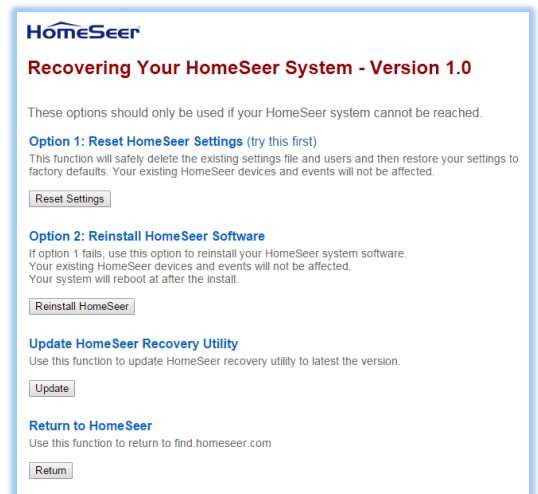 HomeSeer
Recovering Your HomeSeer System - Version 1.0
These options should only be used if your HomeSeer system cannot be reached.
Option 1: Reset HomeSeer Settings (try this first)
This function will safely delete the existing settings file and users and then restore your settings to
factory defaults. Your existing HomeSeer devices and events will not be affected.
Reset Settings
Option 2: Reinstall HomeSeer Software
If option 1 fails, use this option to reinstall your HomeSeer system software.
Your existing HomeSeer devices and events will not be affected.
Your system will reboot at after the install.
Reinstall HomeSeer
Update HomeSeer Recovery Utility
Use this function to update HomeSeer recovery utility to latest the version.
Update
Return to HomeSeer
Use this function to return to find.homeseer.com
Return